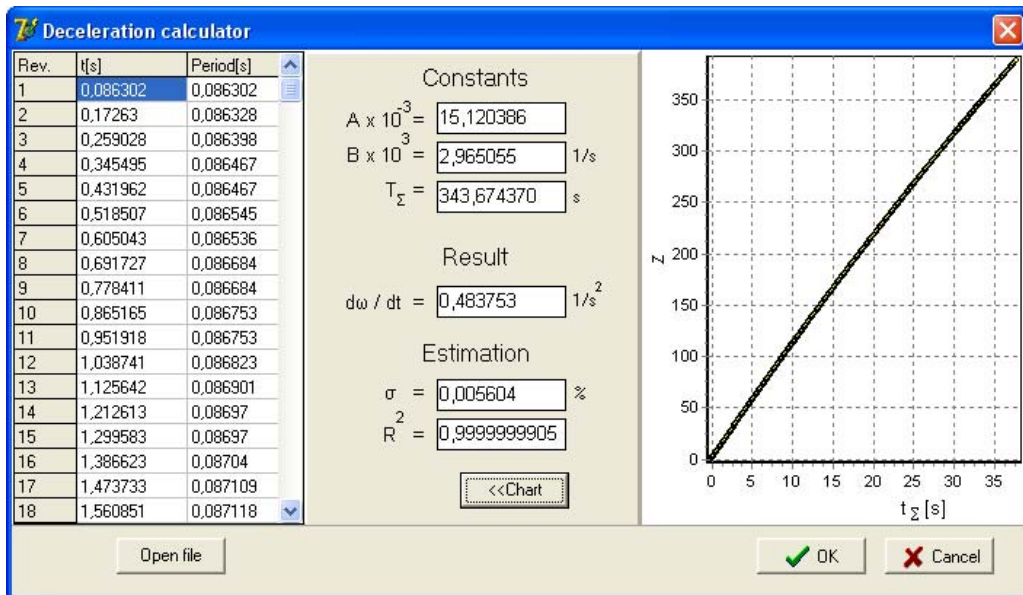 Deceleration calculator
Rev. t[s] Period[s]
1 0,086302 0,086302
2 0,17263 0,086328
3 0,259028 0,086398
4 0,345495 0,086467
5 0,431962 0,086467
6 0,518507 0,086545
7 0,605043 0,086536
8 0,691727 0,086684
9 0,778411 0,086684
10 0,865165 0,086753
11 0,951918 0,086753
12 1,038741 0,086823
13 1,125642 0,086901
14 1,212613 0,08697
15 1,299583 0,08697
16 1,386623 0,08704
17 1,473733 0,087109
18 1,560851 0,087118
Open file
Constants
A x 10⁻³= 15,120386
B x 10³ = 2,965055 1/s
T_Σ = 343,674370 s
Result
dω / dt = 0,483753 1/s²
Estimation
σ = 0,005604 %
R² = 0,9999999905
<<Chart
350
300
250
Z 200
150
100
50
0
0 5 10 15 20 25 30 35
t_Σ [s]
OK Cancel